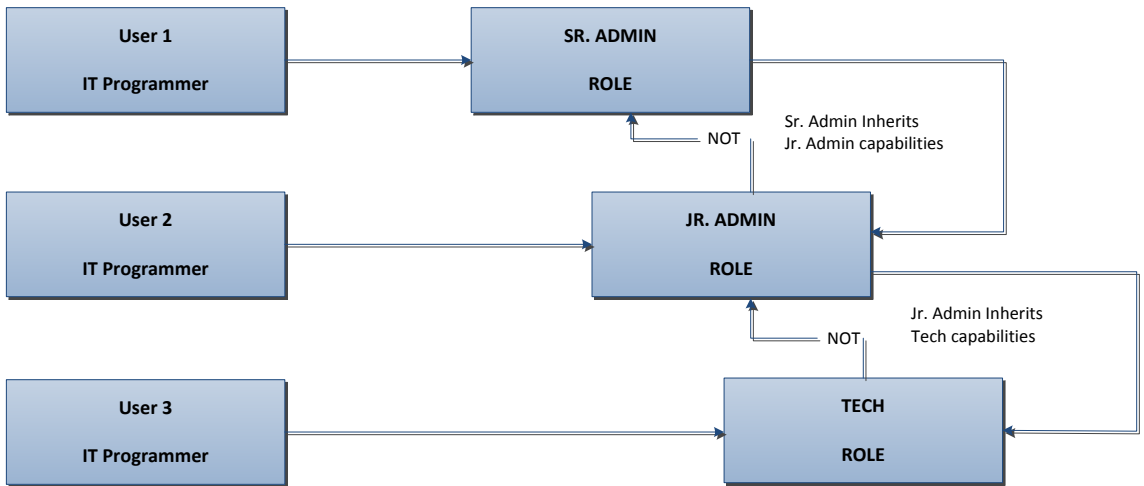 User 1
IT Programmer
SR. ADMIN
ROLE
Sr. Admin Inherits
Jr. Admin capabilities
NOT
User 2
IT Programmer
JR. ADMIN
ROLE
Jr. Admin Inherits
Tech capabilities
NOT
User 3
IT Programmer
TECH
ROLE